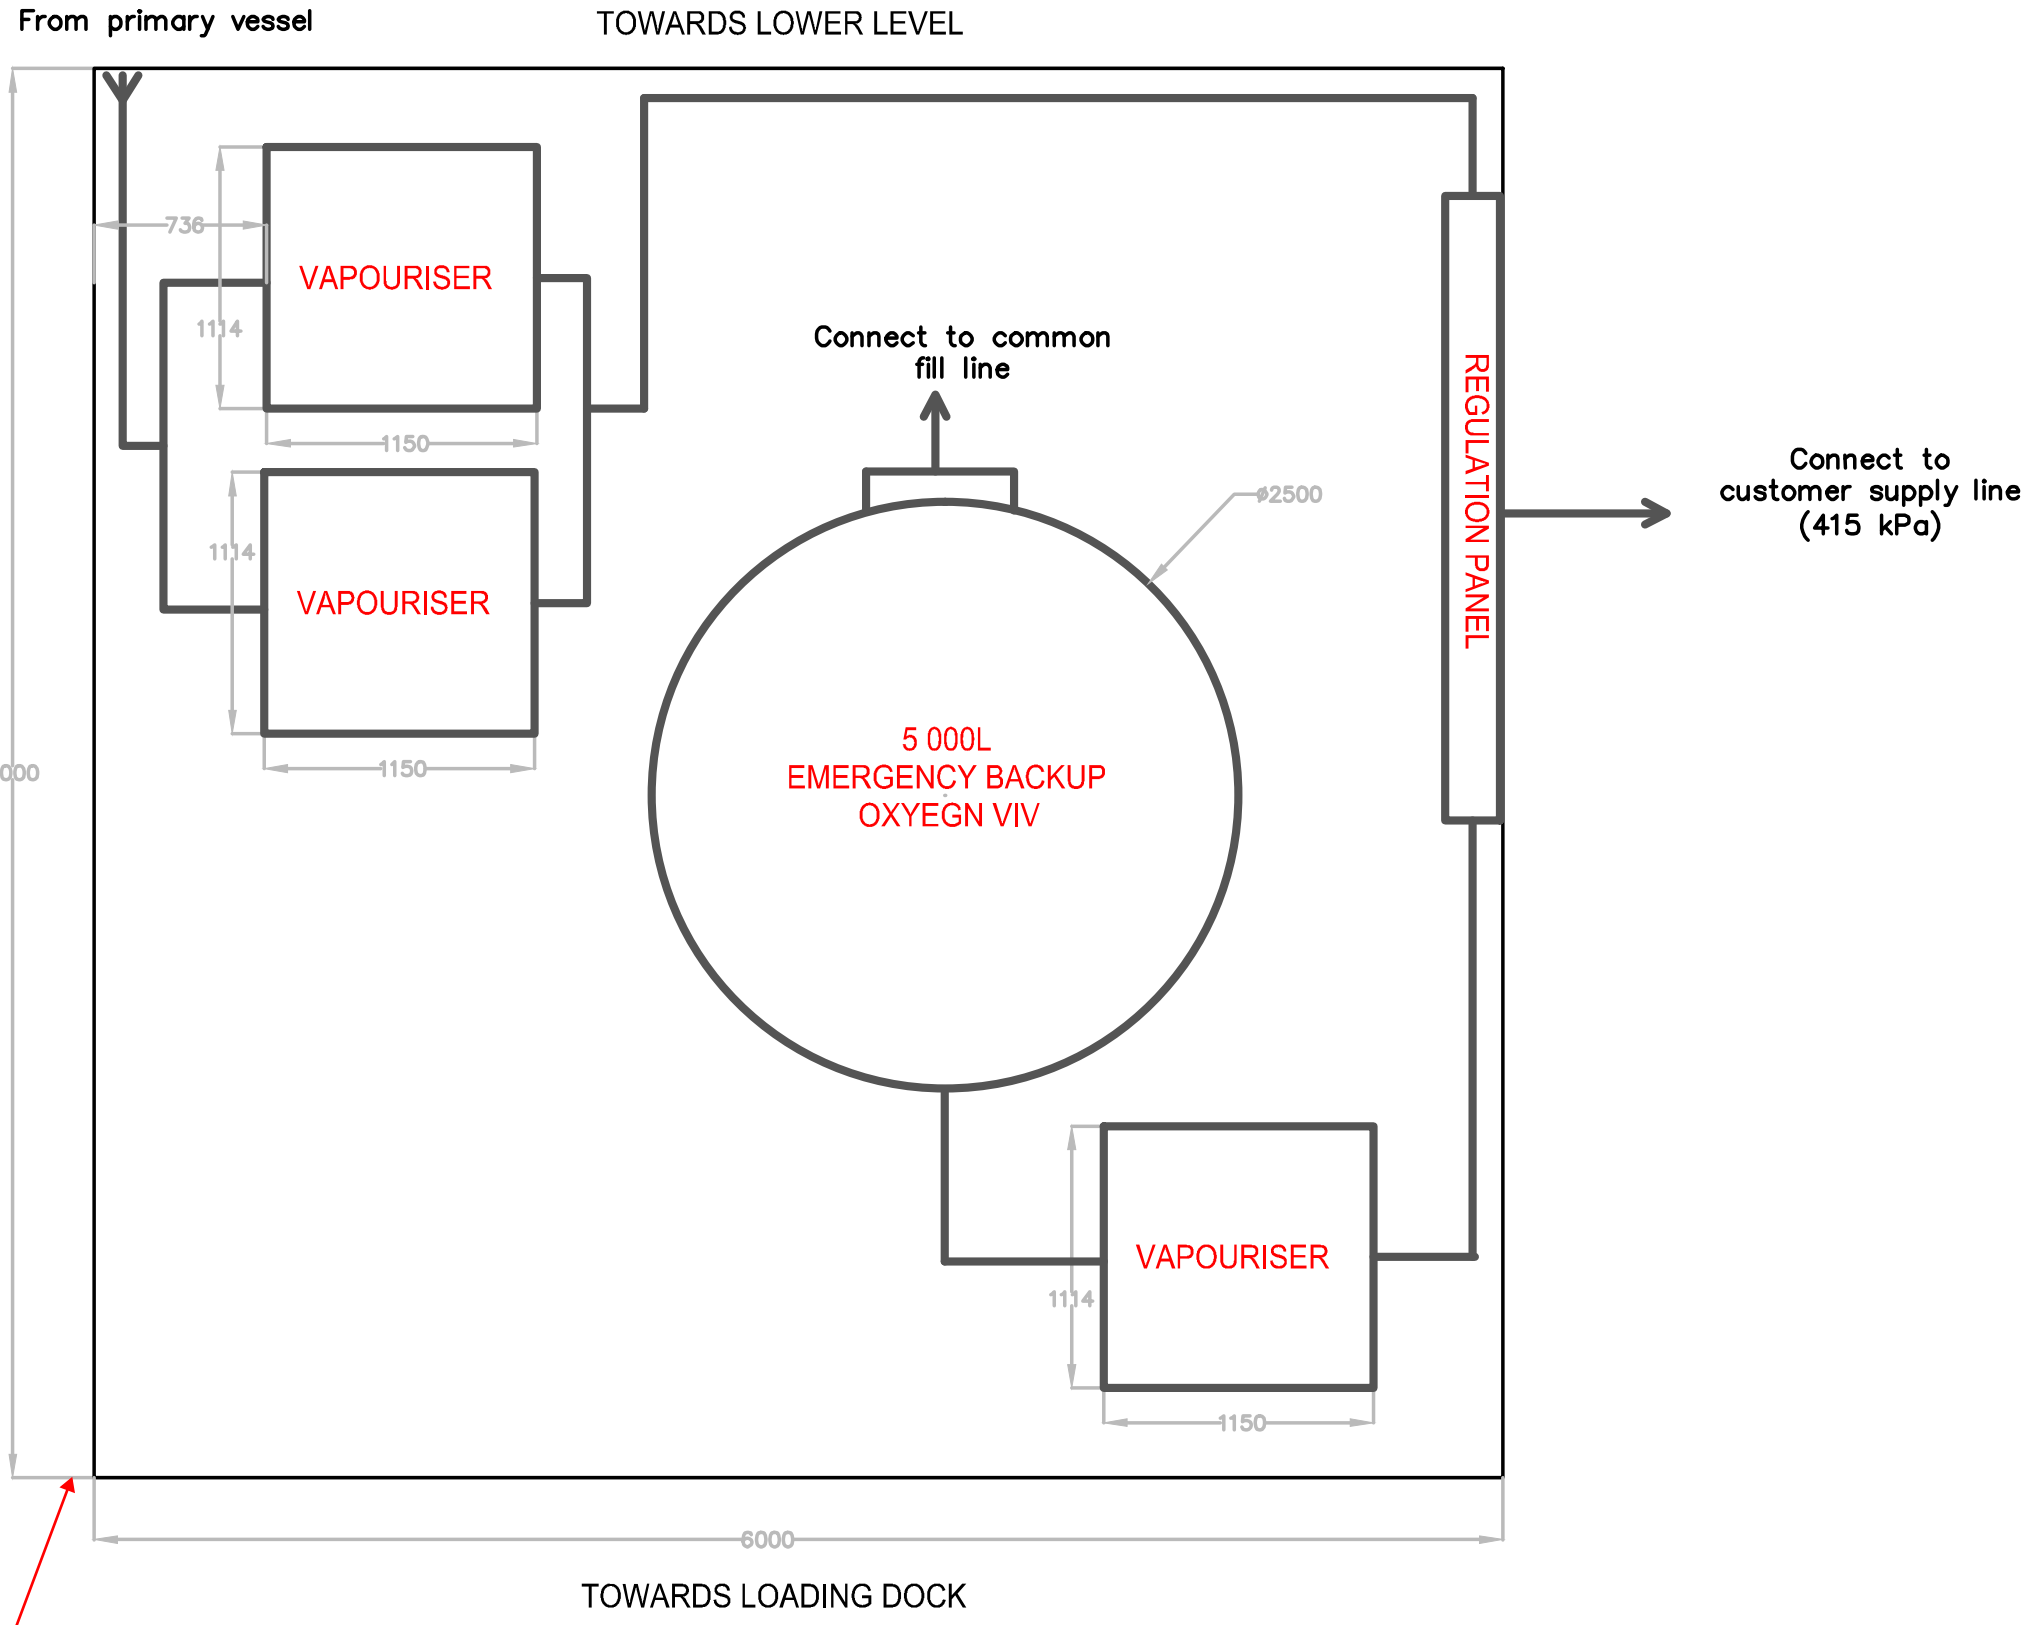 From primary vessel
TOWARDS LOWER LEVEL
736
VAPOURISER
1114
1150
Connect to common
fill line
REGULATION PANEL
Connect to
customer supply line
(415 kPa)
ø2500
1114
VAPOURISER
1150
000
5 000L
EMERGENCY BACKUP
OXYEGN VIV
VAPOURISER
1114
1150
6000
TOWARDS LOADING DOCK